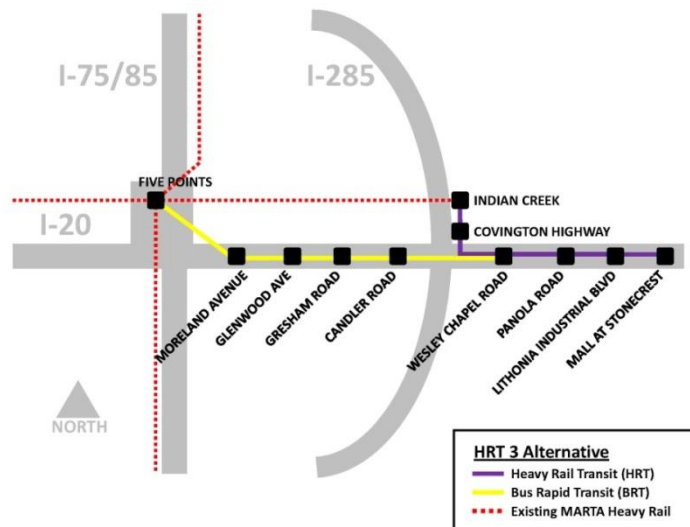 I-75/85
I-285
FIVE POINTS
INDIAN CREEK
I-20
COVINGTON HIGHWAY
MORELAND AVENUE
GLENWOOD AVE
GRESHAM ROAD
CANDLER ROAD
WESLEY CHAPEL ROAD
PANOLA ROAD
LITHONIA INDUSTRIAL BLVD
MALL AT STONECREST
NORTH
HRT 3 Alternative
Heavy Rail Transit (HRT)
Bus Rapid Transit (BRT)
Existing MARTA Heavy Rail